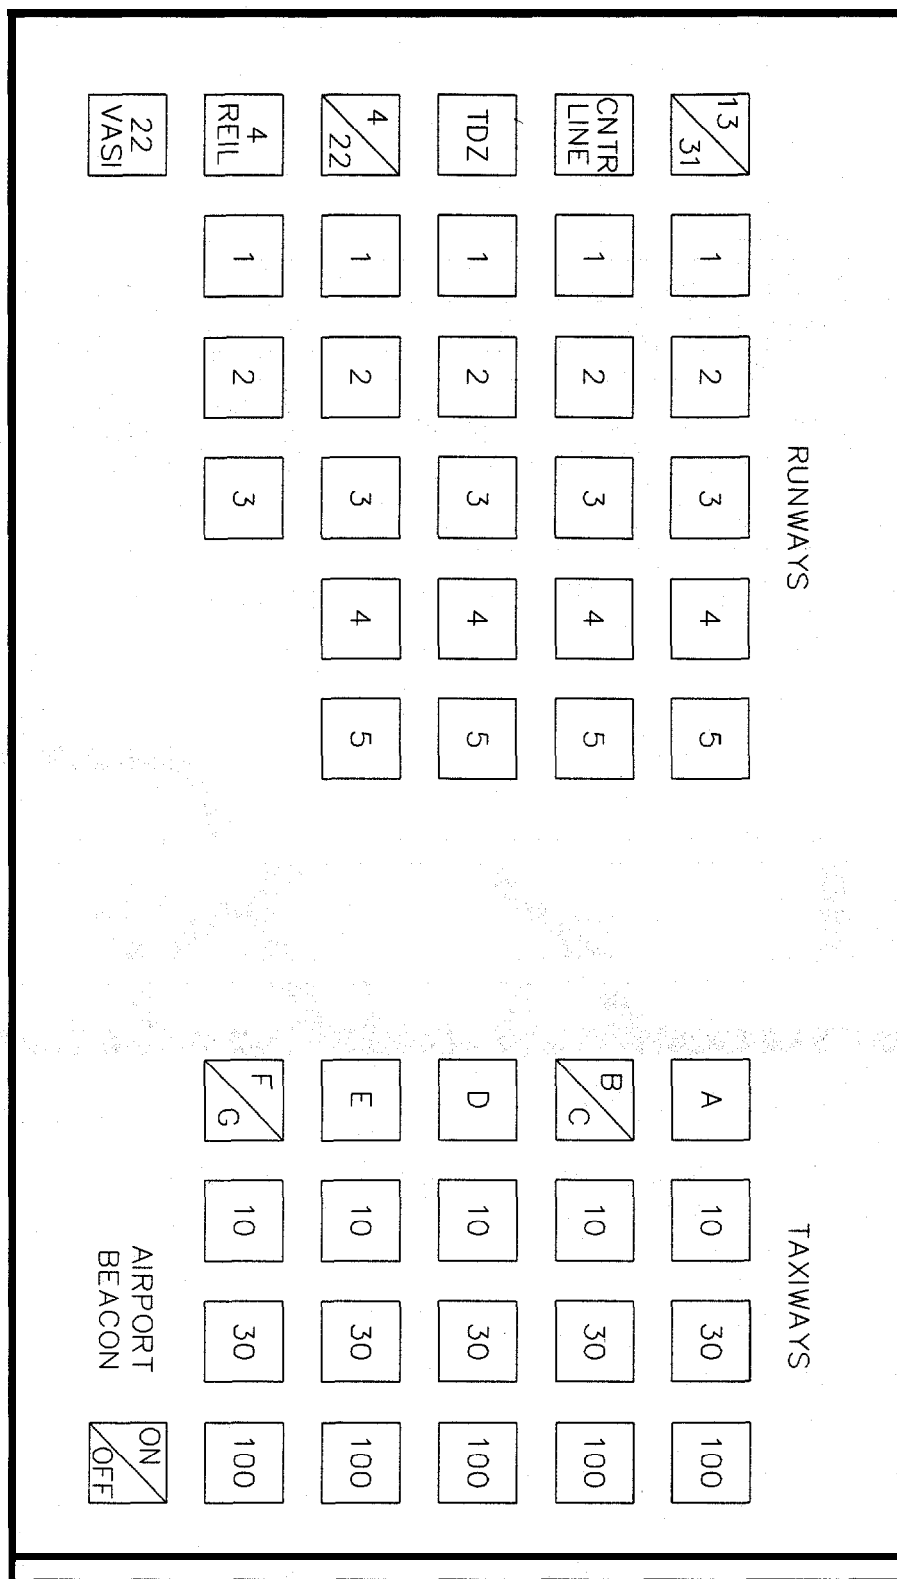 RUNWAYS TAXIWAYS
13/31 1 2 3 4 5 A 10 30 100
CNTR
LINE 1 2 3 4 5 B/C 10 30 100
TDZ 1 2 3 4 5 D 10 30 100
4/22 1 2 3 4 5 E 10 30 100
4
REIL 1 2 3 F/G 10 30 100
22
VASI
AIRPORT
BEACON
ON/OFF